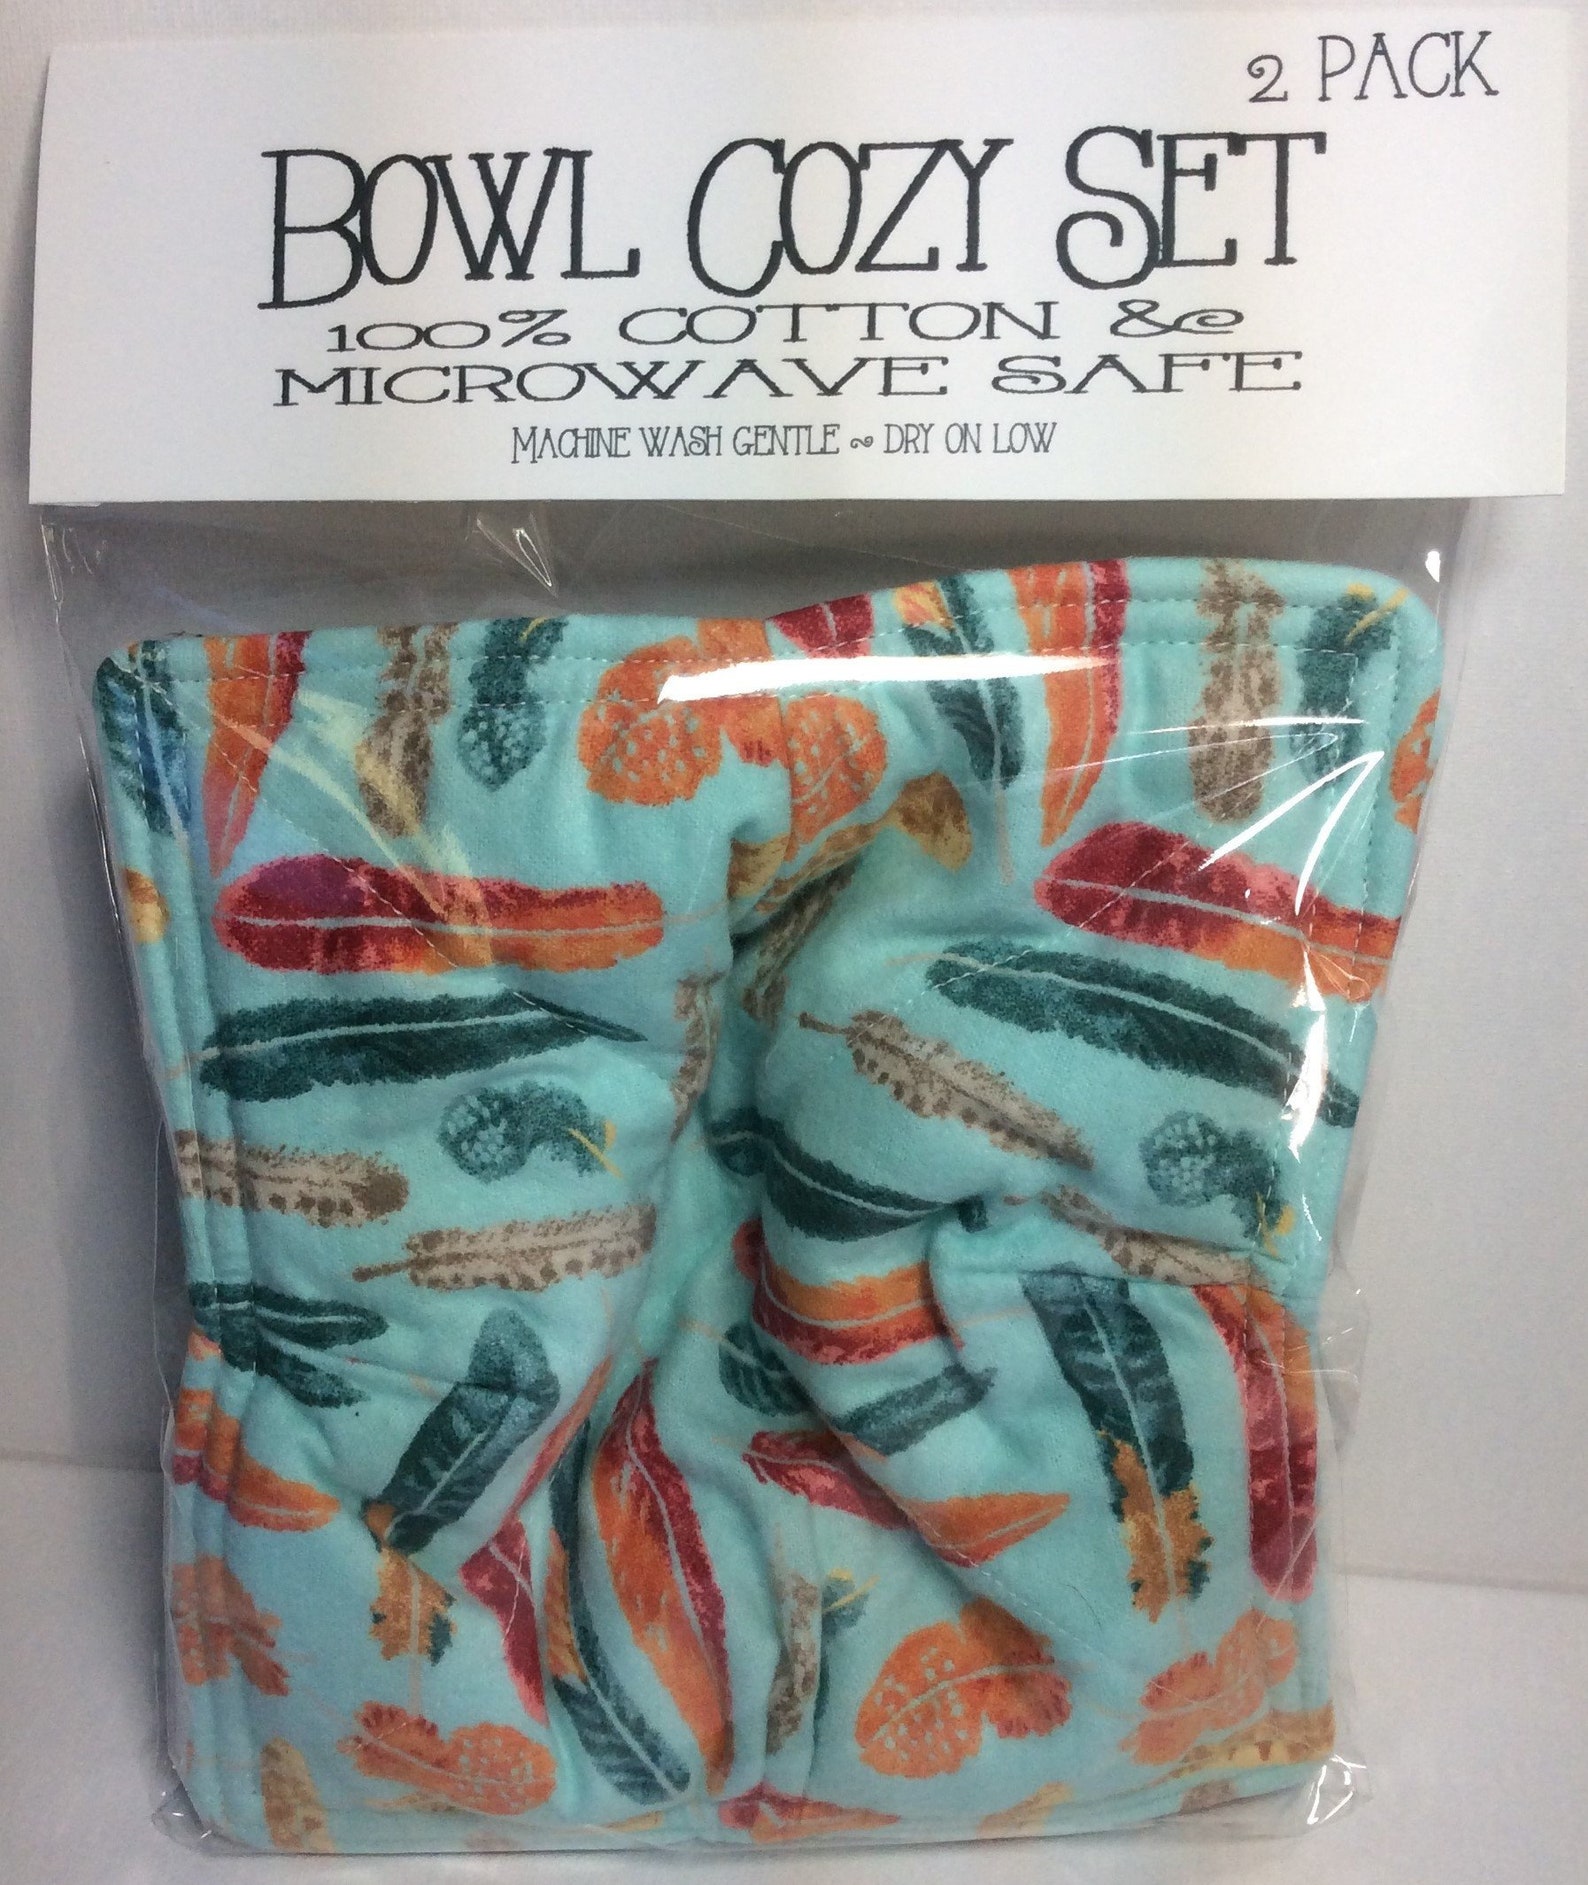 2 PACK
BOWL COZY SET
100% COTTON &
MICROWAVE SAFE
MACHINE WASH GENTLE ~ DRY ON LOW